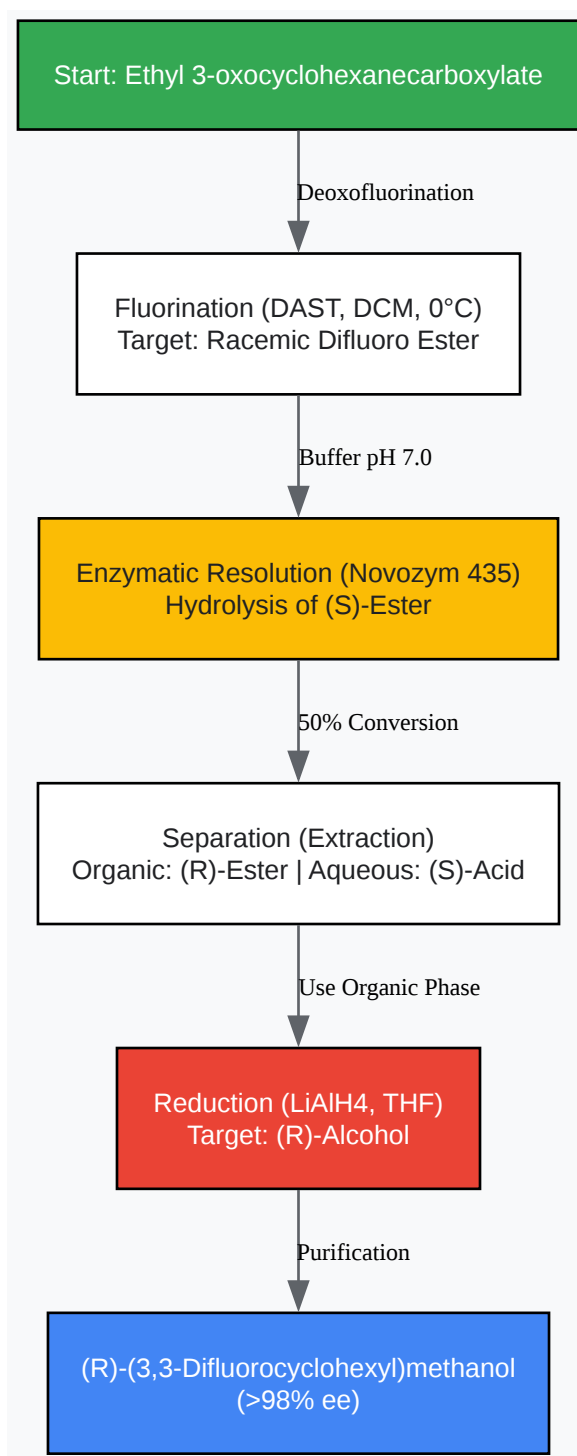 Start: Ethyl 3-oxocyclohexanecarboxylate
Deoxofluorination
Fluorination (DAST, DCM, 0°C)
Target: Racemic Difluoro Ester
Buffer pH 7.0
Enzymatic Resolution (Novozym 435)
Hydrolysis of (S)-Ester
50% Conversion
Separation (Extraction)
Organic: (R)-Ester | Aqueous: (S)-Acid
Use Organic Phase
Reduction (LiAlH4, THF)
Target: (R)-Alcohol
Purification
(R)-(3,3-Difluorocyclohexyl)methanol
(>98% ee)